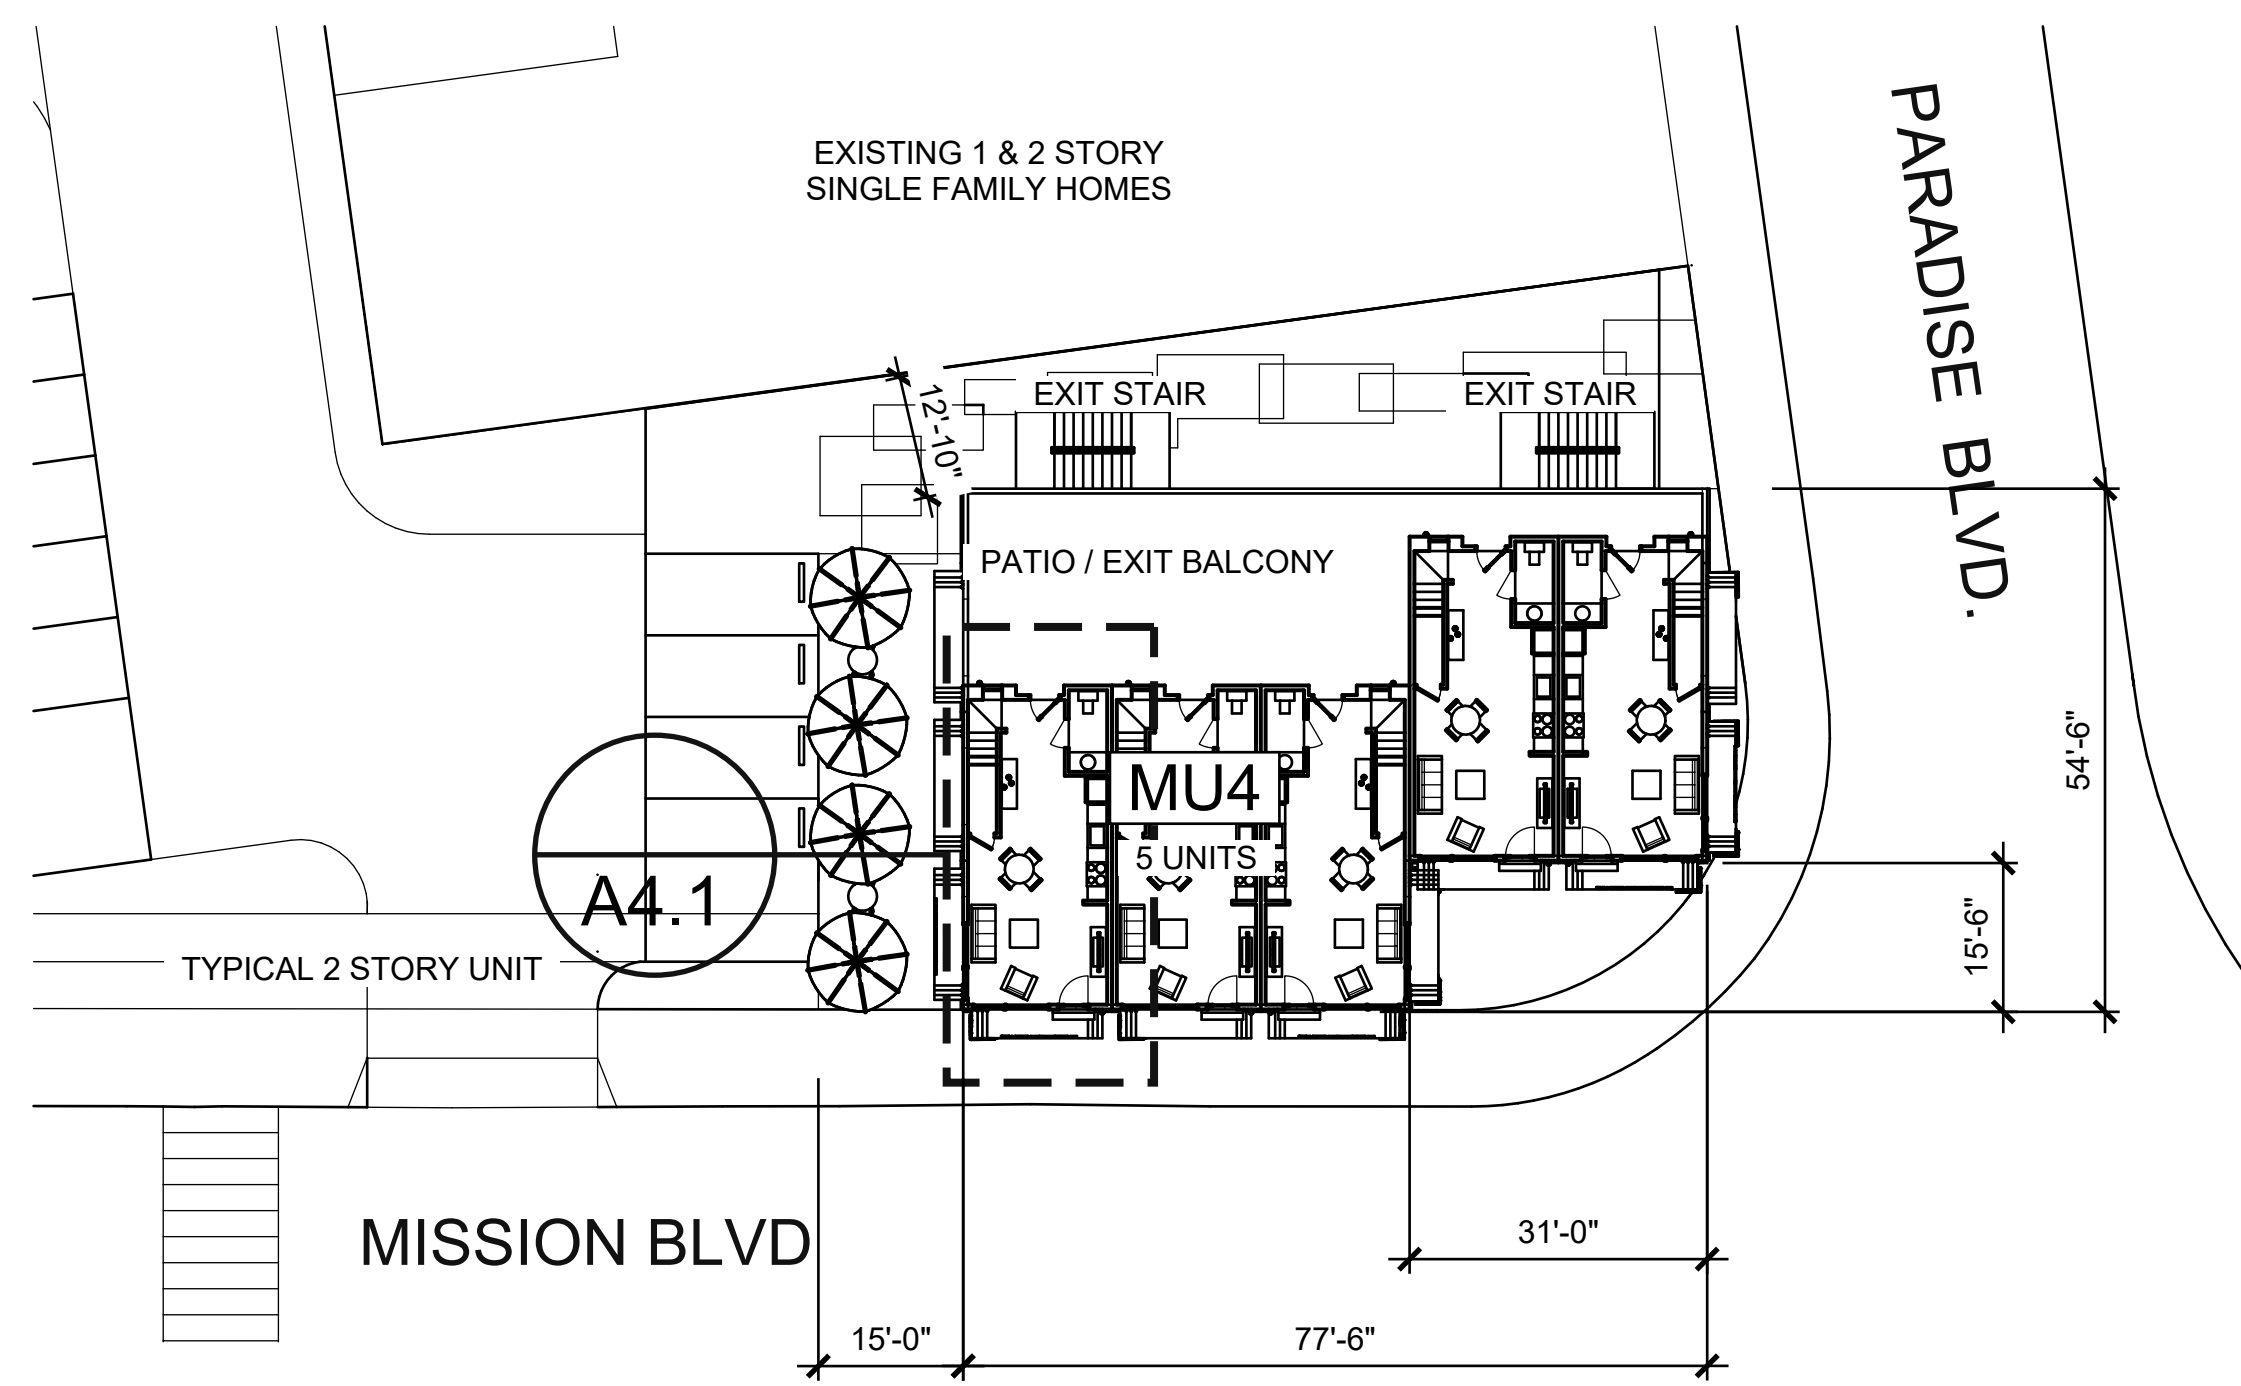 EXISTING 1 & 2 STORY
SINGLE FAMILY HOMES
PARADISE BLVD.
12'-10"
EXIT STAIR
EXIT STAIR
PATIO / EXIT BALCONY
MU4
5 UNITS
54'-6"
15'-6"
A4.1
TYPICAL 2 STORY UNIT
MISSION BLVD
31'-0"
15'-0"
77'-6"